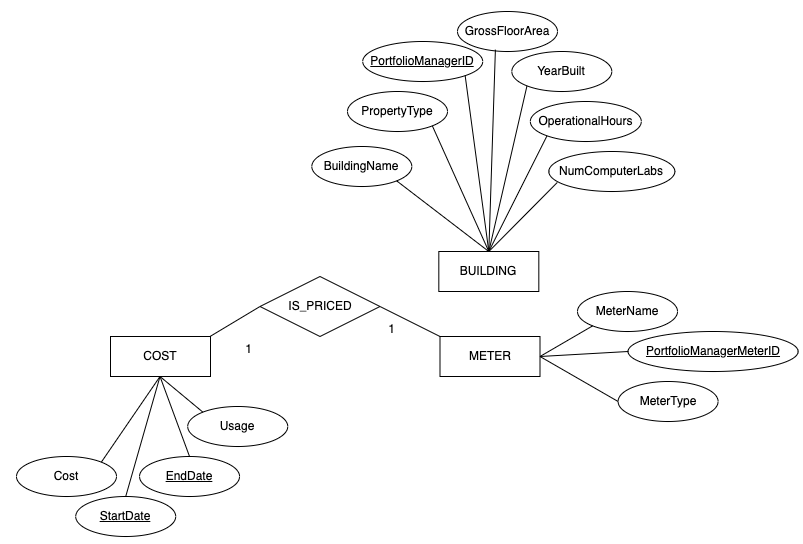 GrossFloorArea
PortfolioManagerID
YearBuilt
PropertyType
OperationalHours
BuildingName
NumComputerLabs
BUILDING
IS_PRICED
MeterName
1
1
COST
METER
PortfolioManagerMeterID
MeterType
Usage
Cost
EndDate
StartDate